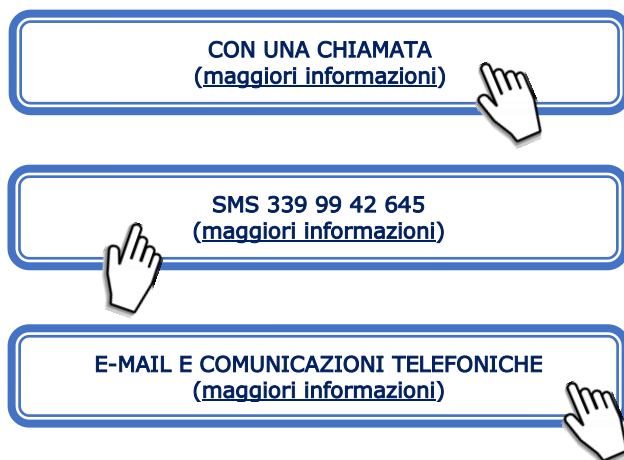 CON UNA CHIAMATA
(maggiori informazioni)
SMS 339 99 42 645
(maggiori informazioni)
E-MAIL E COMUNICAZIONI TELEFONICHE
(maggiori informazioni)